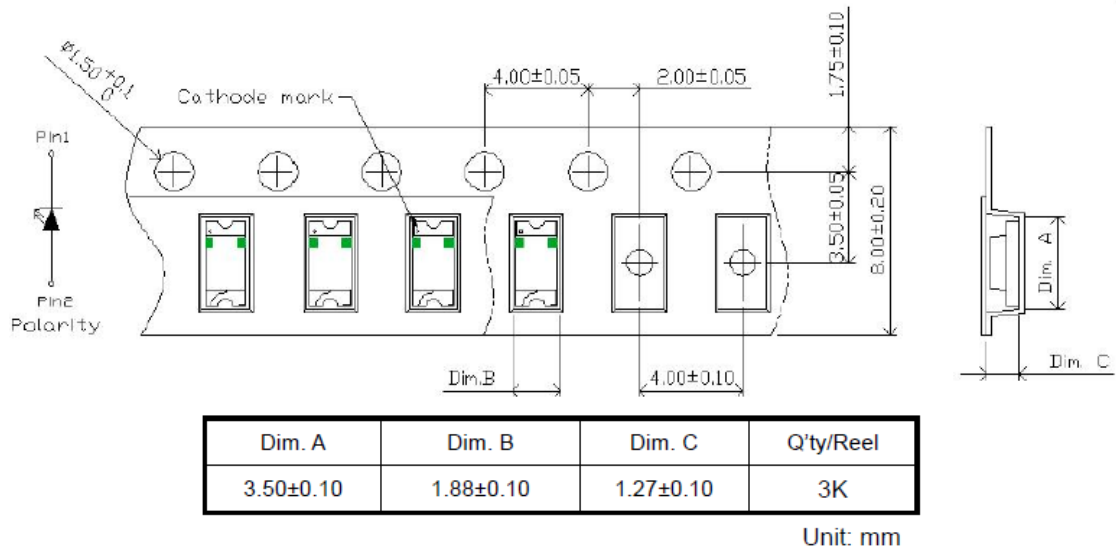 Ø1.50 +0.1 0
Cathode mark
4.00±0.05
2.00±0.05
1.75±0.10
Pin1
3.50±0.05
8.00±0.20
Dim. A
Pin2
Polarity
Dim.B
4.00±0.10
Dim. C
Dim. A Dim. B Dim. C Q'ty/Reel
3.50±0.10 1.88±0.10 1.27±0.10 3K
Unit: mm